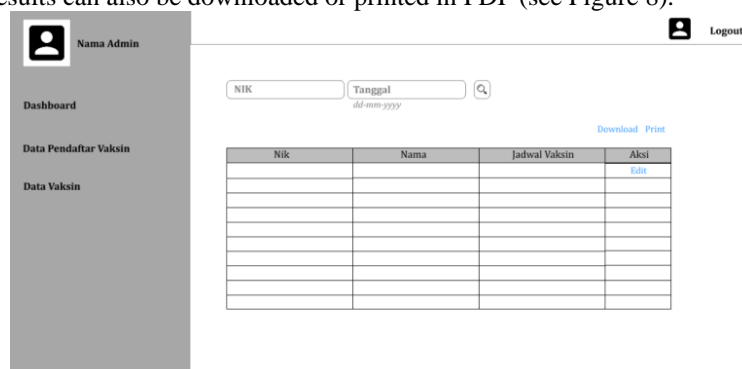 esults can also be downloaded or printed in PDF (see Figure 8).
Nama Admin
Logout
NIK
Tanggal
dd-mm-yyyy
Dashboard
Download Print
Data Pendaftar Vaksin
Nik Nama Jadwal Vaksin Aksi
Edit
Data Vaksin